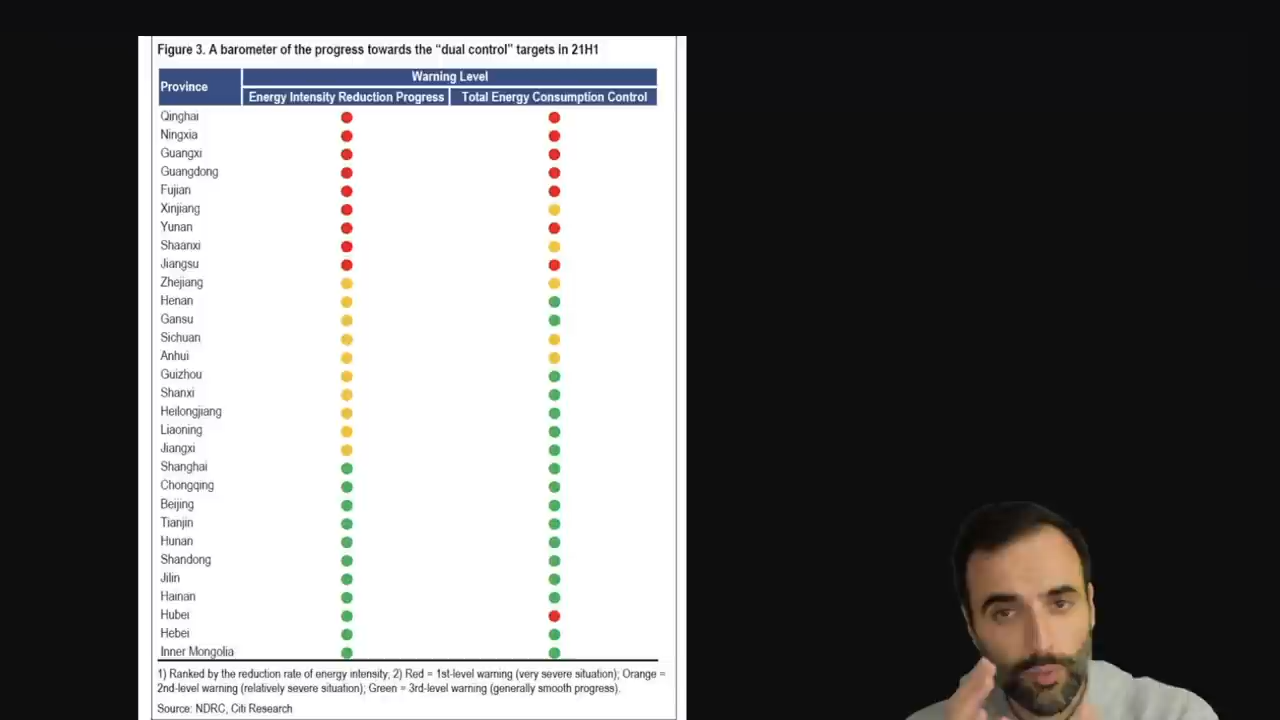 Figure 3. A barometer of the progress towards the “dual control” targets in 21H1
Province
Warning Level
Energy Intensity Reduction Progress Total Energy Consumption Control
Qinghai
Ningxia
Guangxi
Guangdong
Fujian
Xinjiang
Yunan
Shaanxi
Jiangsu
Zhejiang
Henan
Gansu
Sichuan
Anhui
Guizhou
Shanxi
Heilongjiang
Liaoning
Jiangxi
Shanghai
Chongqing
Beijing
Tianjin
Hunan
Shandong
Jilin
Hainan
Hubei
Hebei
Inner Mongolia
1) Ranked by the reduction rate of energy intensity, 2) Red = 1st-level warning (very severe situation); Orange =
2nd-level warning (relatively severe situation); Green = 3rd-level warning (generally smooth progress).
Source: NDRC, Citi Research